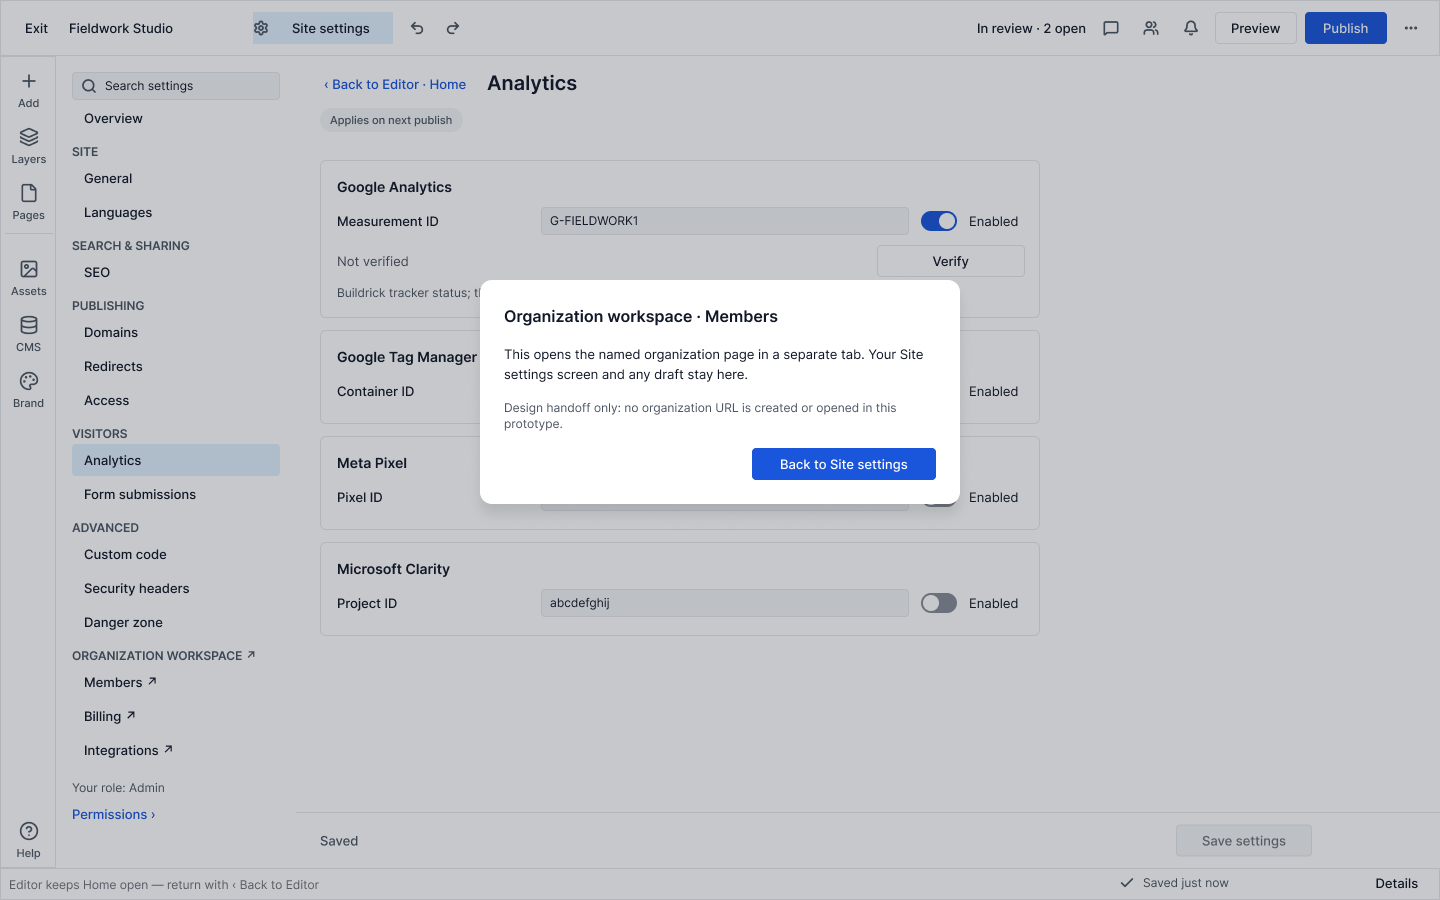 Exit
Fieldwork Studio
Site settings
In review · 2 open
Preview
Publish
Add
Layers
Pages
Assets
CMS
Brand
Help
Search settings
Overview
SITE
General
Languages
SEARCH & SHARING
SEO
PUBLISHING
Domains
Redirects
Access
VISITORS
Analytics
Form submissions
ADVANCED
Custom code
Security headers
Danger zone
ORGANIZATION WORKSPACE ↗
Members ↗
Billing ↗
Integrations ↗
Your role: Admin
Permissions ›
‹ Back to Editor · Home
Analytics
Applies on next publish
Google Analytics
Measurement ID
G-FIELDWORK1
Enabled
Not verified
Verify
Buildrick tracker status;
Google Tag Manager
Container ID
Enabled
Meta Pixel
Pixel ID
Enabled
Microsoft Clarity
Project ID
abcdefghij
Enabled
Organization workspace · Members
This opens the named organization page in a separate tab. Your Site
settings screen and any draft stay here.
Design handoff only: no organization URL is created or opened in this
prototype.
Back to Site settings
Saved
Save settings
Editor keeps Home open — return with ‹ Back to Editor
Saved just now
Details